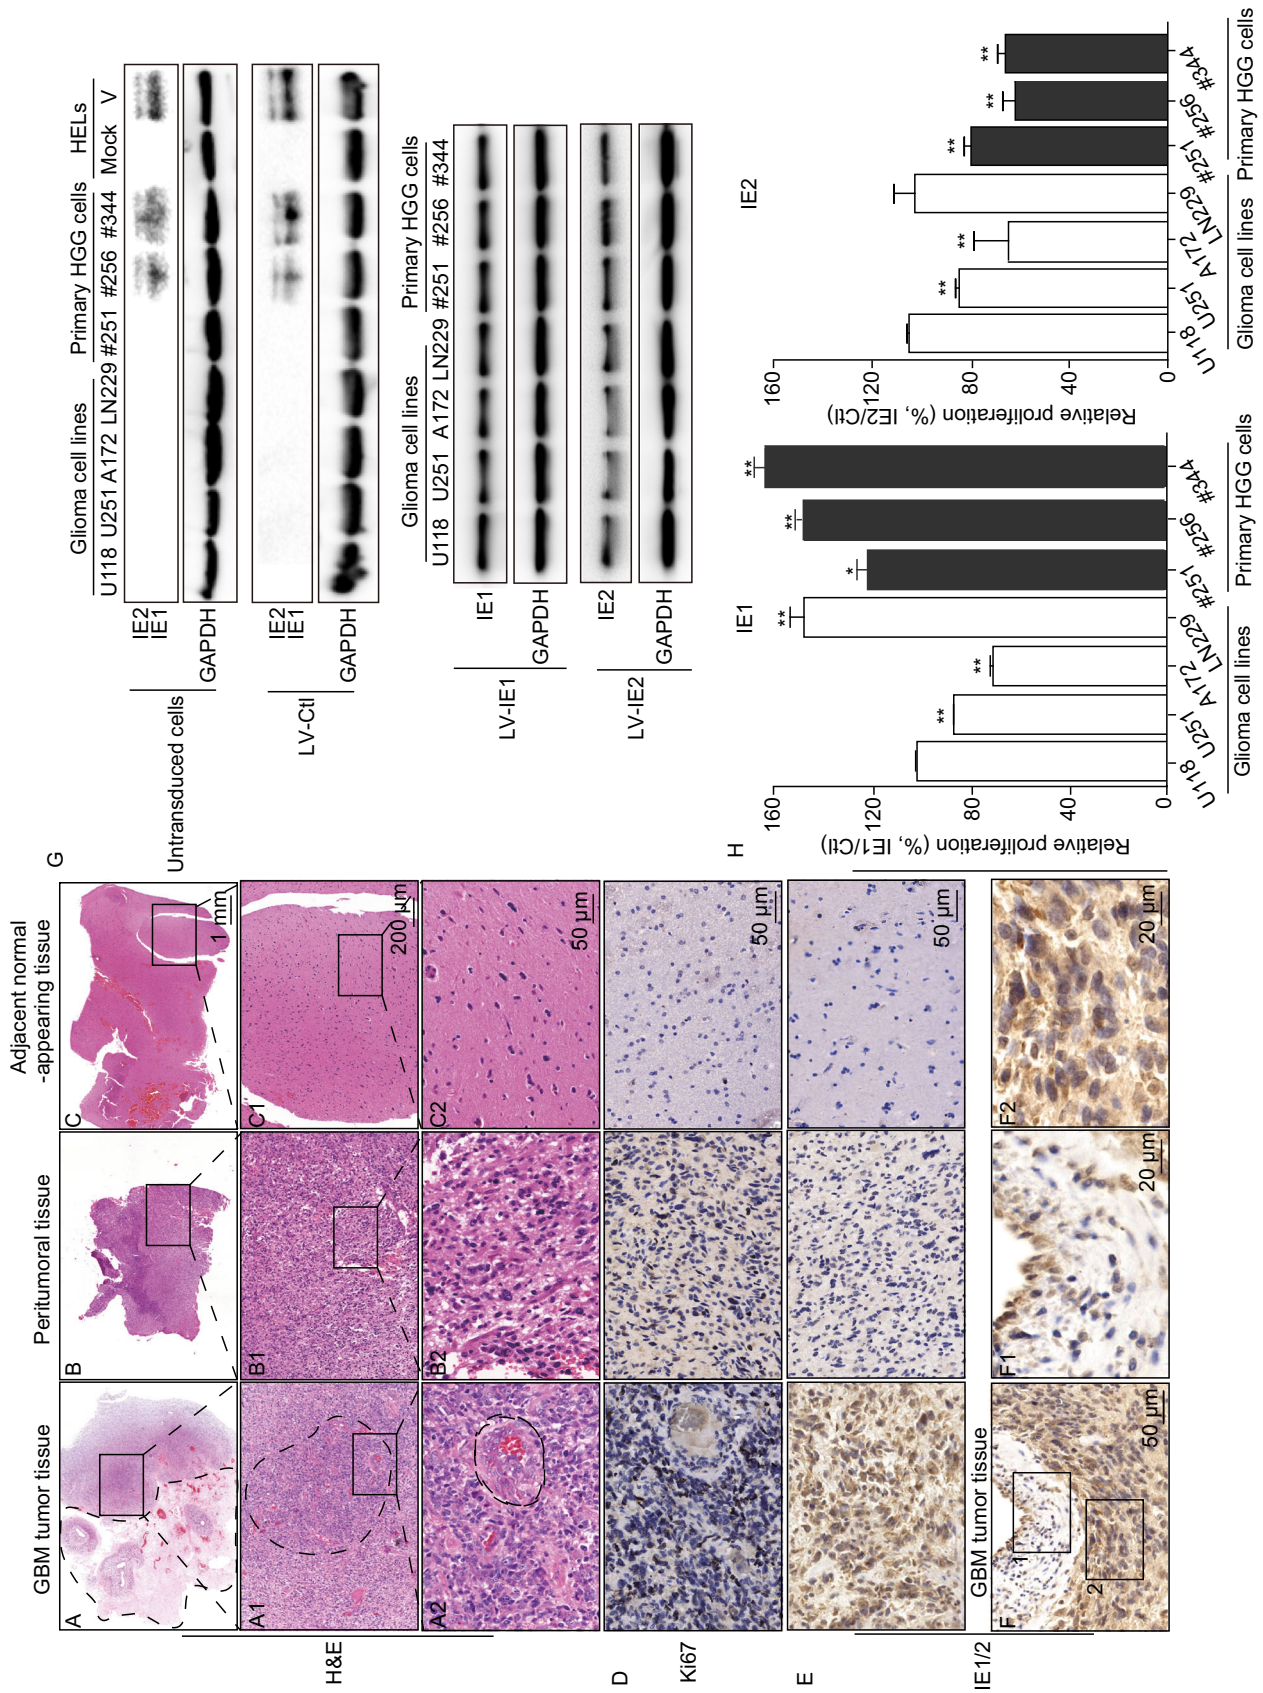 GBM tumor tissue
Peritumoral tissue
Adjacent normal
-appearing tissue
A
B
C
1 mm
H&E
A1
B1
C1
200 µm
A2
B2
C2
50 µm
D
Ki67
50 µm
E
50 µm
IE1/2
GBM tumor tissue
F
1
2
50 µm
F1
20 µm
F2
20 µm
G
Glioma cell lines
Primary HGG cells
HELs
U118 U251 A172 LN229 #251 #256 #344 Mock V
Untransduced cells
IE2
IE1
GAPDH
LV-Ctl
IE2
IE1
GAPDH
Glioma cell lines
Primary HGG cells
U118 U251 A172 LN229 #251 #256 #344
LV-IE1
IE1
GAPDH
LV-IE2
IE2
GAPDH
H
IE1
Relative proliferation (%, IE1/Ctl)
160
120
80
40
0
**
**
**
*
**
**
U118 U251 A172 LN229 #251 #256 #344
Glioma cell lines
Primary HGG cells
IE2
Relative proliferation (%, IE2/Ctl)
160
120
80
40
0
**
**
**
**
**
U118 U251 A172 LN229 #251 #256 #344
Glioma cell lines
Primary HGG cells